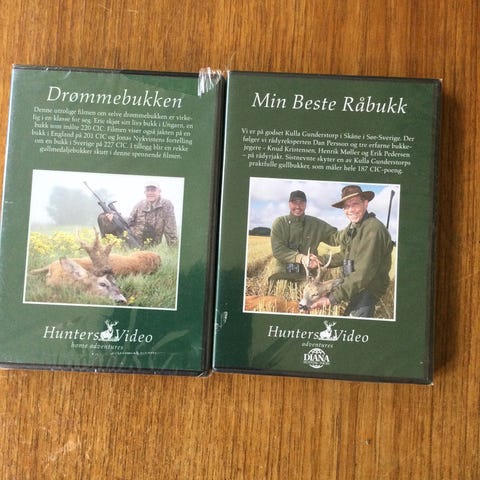 Drømmebukken
Denne utrolige filmen om selve drømmebukken er virke-
lig i en klasse for seg. Eric skjøt sitt livs bukk i Ungarn, en
bukk som målte 220 CIC. Filmen viser også jakten på en
bukk i England på 201 CIC og Jonas Nykvistens fortelling
om en bukk i Sverige på 227 CIC. I tillegg blir en rekke
gullmedaljebukker skutt i denne spennende filmen.
Hunters Video
home adventures
Min Beste Råbukk
Vi er på godset Kulla Gunderstorp i Skåne i Sør-Sverige. Der
følger vi rådyreksperten Dan Persson og tre erfarne bukke-
jegere – Knud Kristensen, Henrik Møller og Erik Pedersen
– på rådyrjakt. Sistnevnte skyter en av Kulla Gunderstorps
praktfulle gullbukker, som måler hele 187 CIC-poeng.
Hunters Video
adventures
DIANA